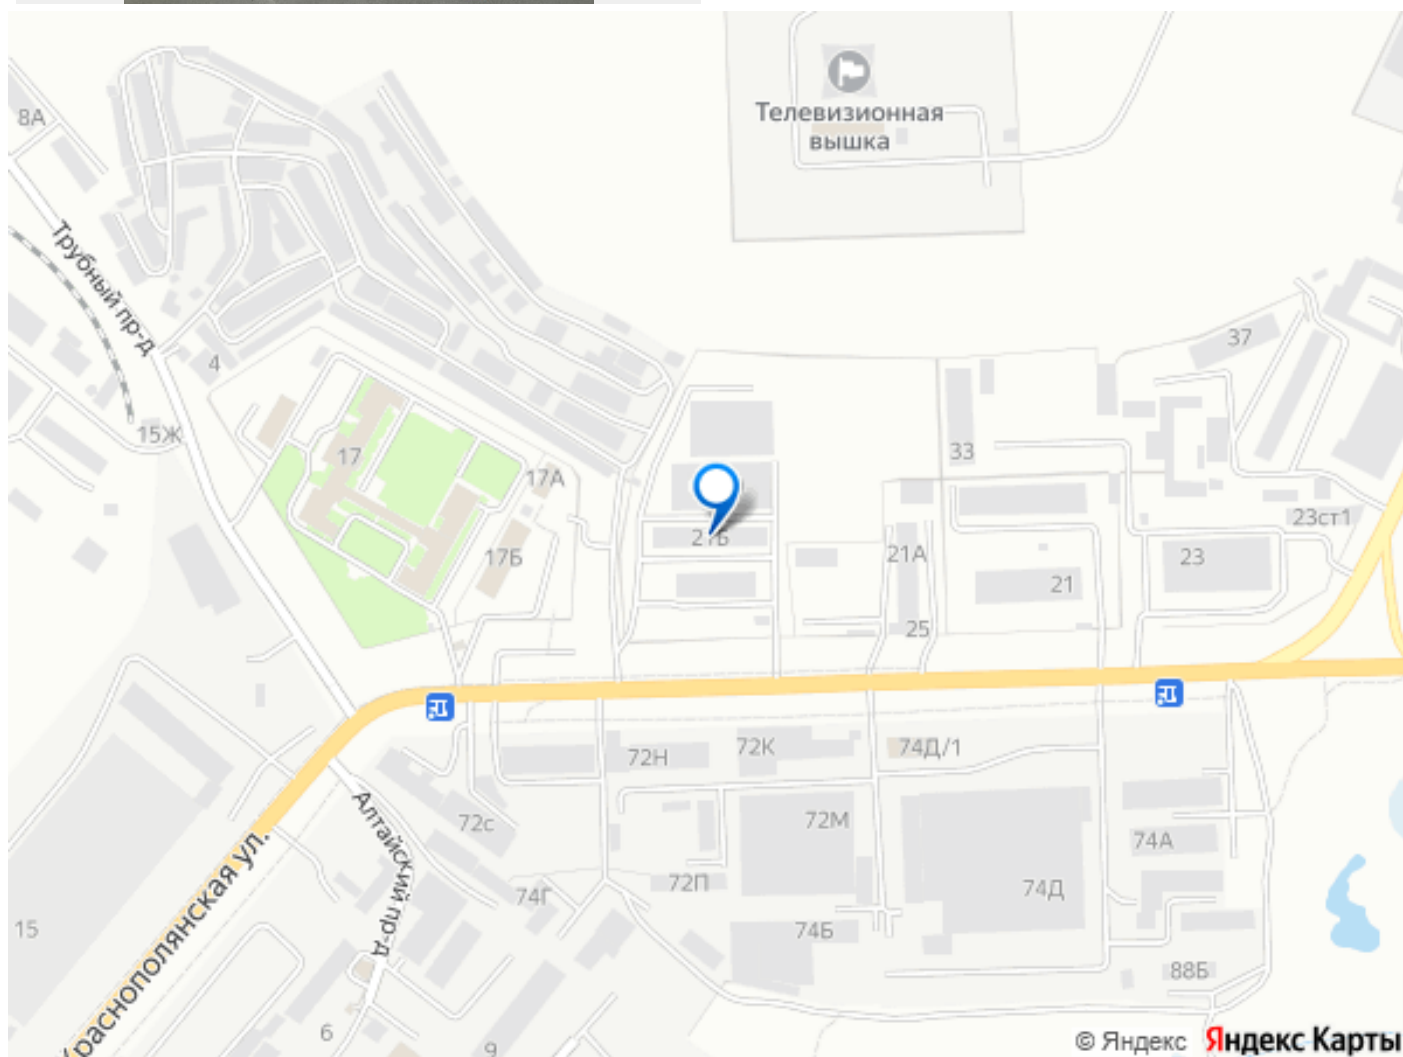 8А
Телевизионная
вышка
Трубный пр-д
4
37
15Ж
17
17А
33
23ст1
21Б
17Б
21А
23
21
25
72Н
72К
74Д/1
72с
72М
74А
Алтайский пр-д
72П
74Г
74Д
15
74Б
88Б
Краснополянская ул.
6
9
© Яндекс Яндекс Карты